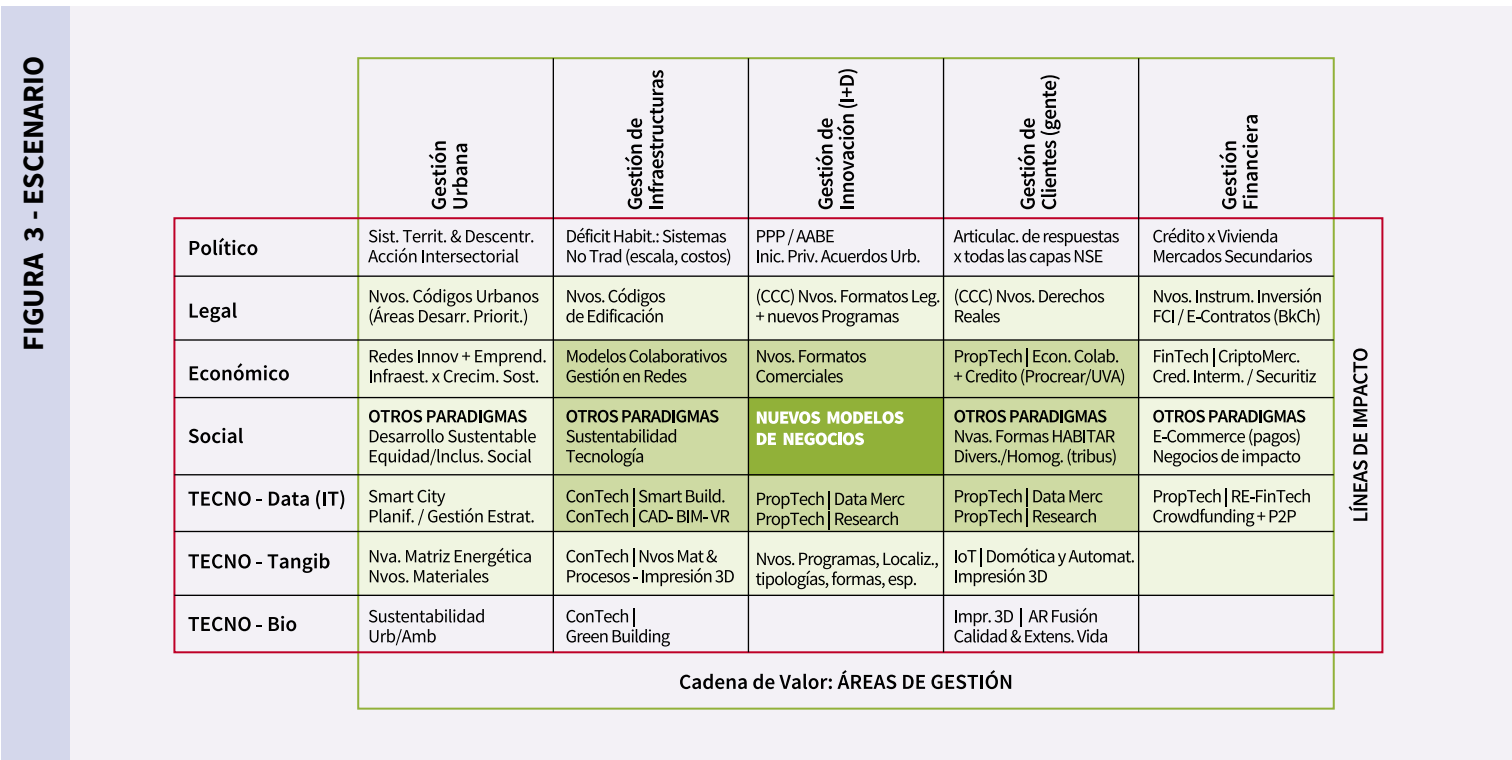 FIGURA 3 - ESCENARIO
Gestión
Urbana
Gestión de
Infraestructuras
Gestión de
Innovación (I+D)
Gestión de
Clientes (gente)
Gestión
Financiera
Político
Sist. Territ. & Descentr.
Acción Intersectorial
Déficit Habit.: Sistemas
No Trad (escala, costos)
PPP / AABE
Inic. Priv. Acuerdos Urb.
Articulac. de respuestas
x todas las capas NSE
Crédito x Vivienda
Mercados Secundarios
Legal
Nvos. Códigos Urbanos
(Áreas Desarr. Priorit.)
Nvos. Códigos
de Edificación
(CCC) Nvos. Formatos Leg.
+ nuevos Programas
(CCC) Nvos. Derechos
Reales
Nvos. Instrum. Inversión
FCI / E-Contratos (BkCh)
Económico
Redes Innov + Emprend.
Infraest. x Crecim. Sost.
Modelos Colaborativos
Gestión en Redes
Nvos. Formatos
Comerciales
PropTech | Econ. Colab.
+ Credito (Procrear/UVA)
FinTech | CriptoMerc.
Cred. Interm. / Securitiz
Social
OTROS PARADIGMAS
Desarrollo Sustentable
Equidad/Inclus. Social
OTROS PARADIGMAS
Sustentabilidad
Tecnología
NUEVOS MODELOS
DE NEGOCIOS
OTROS PARADIGMAS
Nvas. Formas HABITAR
Divers./Homog. (tribus)
OTROS PARADIGMAS
E-Commerce (pagos)
Negocios de impacto
TECNO - Data (IT)
Smart City
Planif. / Gestión Estrat.
ConTech | Smart Build.
ConTech | CAD- BIM- VR
PropTech | Data Merc
PropTech | Research
PropTech | Data Merc
PropTech | Research
PropTech | RE-FinTech
Crowdfunding + P2P
TECNO - Tangib
Nva. Matriz Energética
Nvos. Materiales
ConTech | Nvos Mat &
Procesos - Impresión 3D
Nvos. Programas, Localiz.,
tipologías, formas, esp.
IoT | Domótica y Automat.
Impresión 3D
TECNO - Bio
Sustentabilidad
Urb/Amb
ConTech |
Green Building
Impr. 3D | AR Fusión
Calidad & Extens. Vida
LÍNEAS DE IMPACTO
Cadena de Valor: ÁREAS DE GESTIÓN